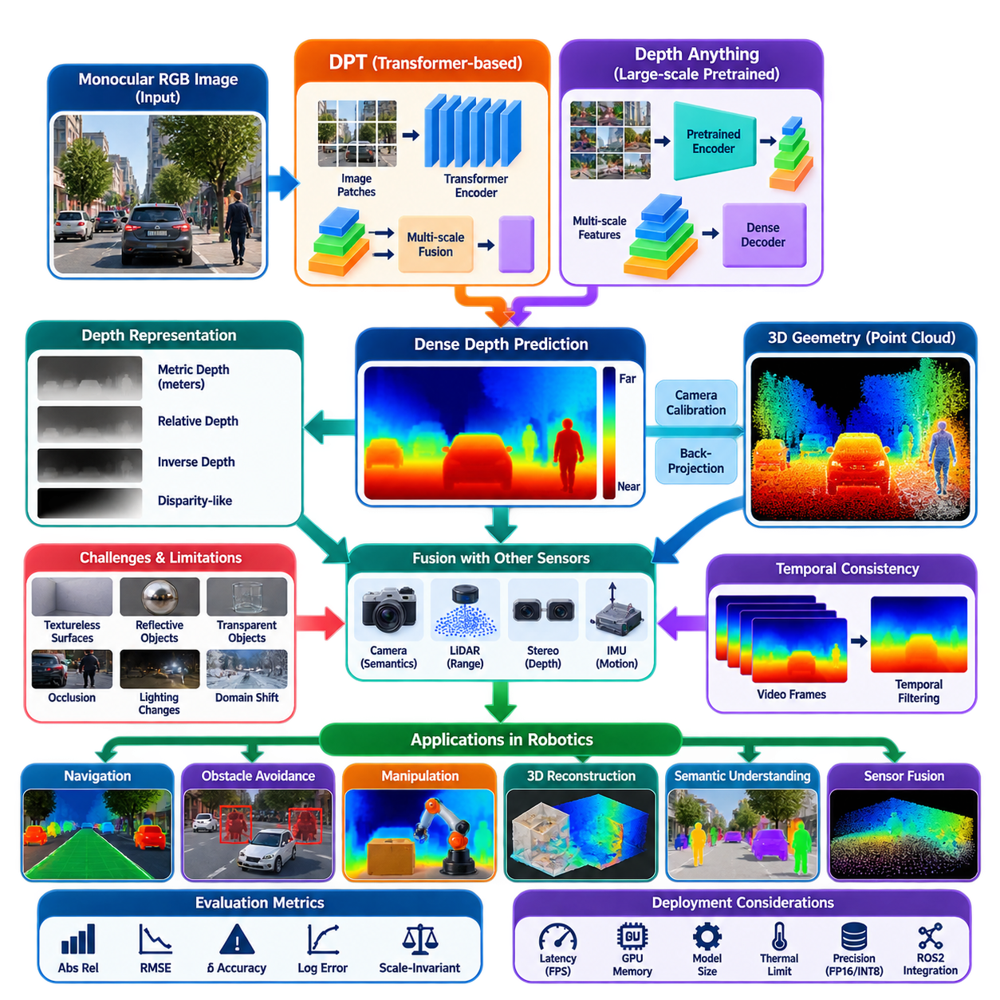 Monocular RGB Image
(Input)
DPT (Transformer-based)
Image
Patches
Transformer
Encoder
Multi-scale
Fusion
Depth Anything
(Large-scale Pretrained)
Pretrained
Encoder
Multi-scale
Features
Dense
Decoder
Depth Representation
Metric Depth
(meters)
Relative Depth
Inverse Depth
Disparity-like
Dense Depth Prediction
Far
Near
Camera
Calibration
Back-
Projection
3D Geometry (Point Cloud)
Challenges & Limitations
Textureless
Surfaces
Reflective
Objects
Transparent
Objects
Occlusion
Lighting
Changes
Domain Shift
Fusion with Other Sensors
Camera
(Semantics)
LiDAR
(Range)
Stereo
(Depth)
IMU
(Motion)
Temporal Consistency
Video Frames
Temporal
Filtering
Applications in Robotics
Navigation
Obstacle Avoidance
Manipulation
3D Reconstruction
Semantic Understanding
Sensor Fusion
Evaluation Metrics
Abs Rel
RMSE
δ Accuracy
Log Error
Scale-Invariant
Deployment Considerations
Latency
(FPS)
GU
GPU
Memory
Model
Size
Thermal
Limit
Precision
(FP16/INT8)
ROS2
Integration